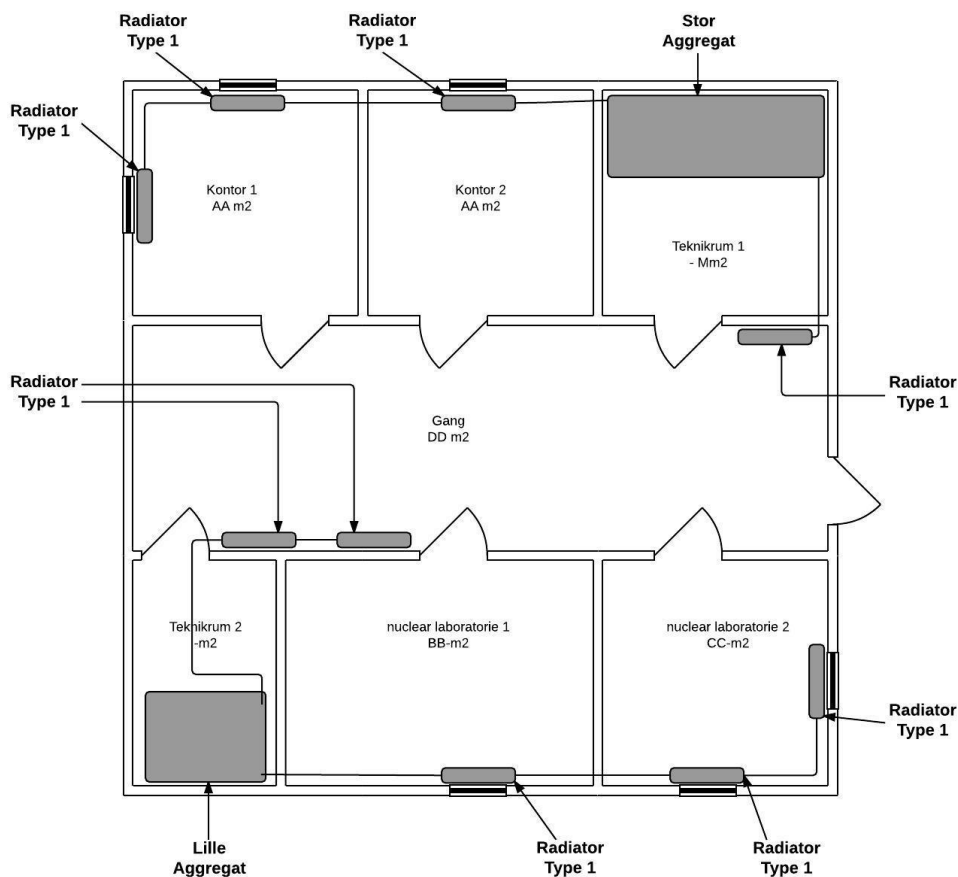 Radiator
Type 1
Radiator
Type 1
Stor
Aggregat
Radiator
Type 1
Kontor 1
AA m2
Kontor 2
AA m2
Teknikrum 1
- Mm2
Radiator
Type 1
Radiator
Type 1
Gang
DD m2
Teknikrum 2
-m2
nuclear laboratorie 1
BB-m2
nuclear laboratorie 2
CC-m2
Radiator
Type 1
Lille
Aggregat
Radiator
Type 1
Radiator
Type 1